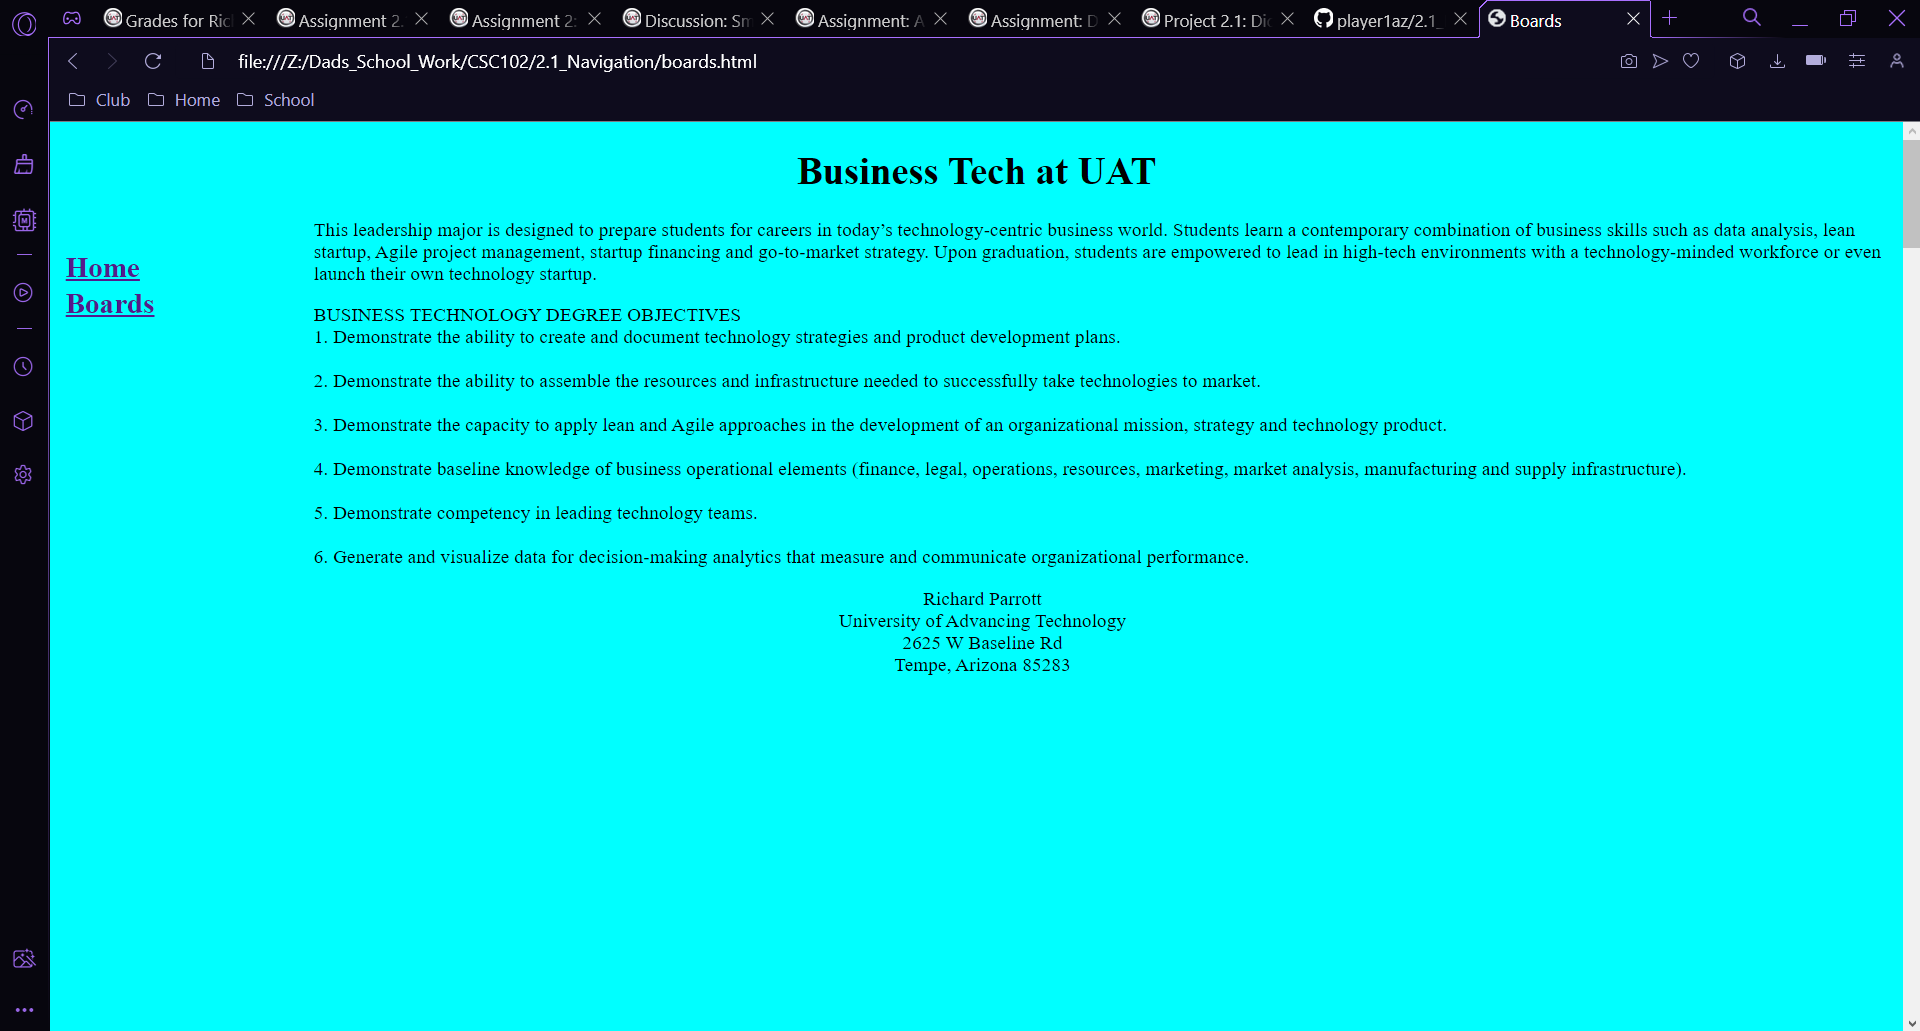 Grades for Ric
Assignment 2.
Assignment 2:
Discussion: Sm
Assignment: A
Assignment: D
Project 2.1: Dic
player1az/2.1_
Boards
file:///Z:/Dads_School_Work/CSC102/2.1_Navigation/boards.html
Club Home School
Business Tech at UAT
Home
Boards
This leadership major is designed to prepare students for careers in today’s technology-centric business world. Students learn a contemporary combination of business skills such as data analysis, lean
startup, Agile project management, startup financing and go-to-market strategy. Upon graduation, students are empowered to lead in high-tech environments with a technology-minded workforce or even
launch their own technology startup.
BUSINESS TECHNOLOGY DEGREE OBJECTIVES
1. Demonstrate the ability to create and document technology strategies and product development plans.
2. Demonstrate the ability to assemble the resources and infrastructure needed to successfully take technologies to market.
3. Demonstrate the capacity to apply lean and Agile approaches in the development of an organizational mission, strategy and technology product.
4. Demonstrate baseline knowledge of business operational elements (finance, legal, operations, resources, marketing, market analysis, manufacturing and supply infrastructure).
5. Demonstrate competency in leading technology teams.
6. Generate and visualize data for decision-making analytics that measure and communicate organizational performance.
Richard Parrott
University of Advancing Technology
2625 W Baseline Rd
Tempe, Arizona 85283